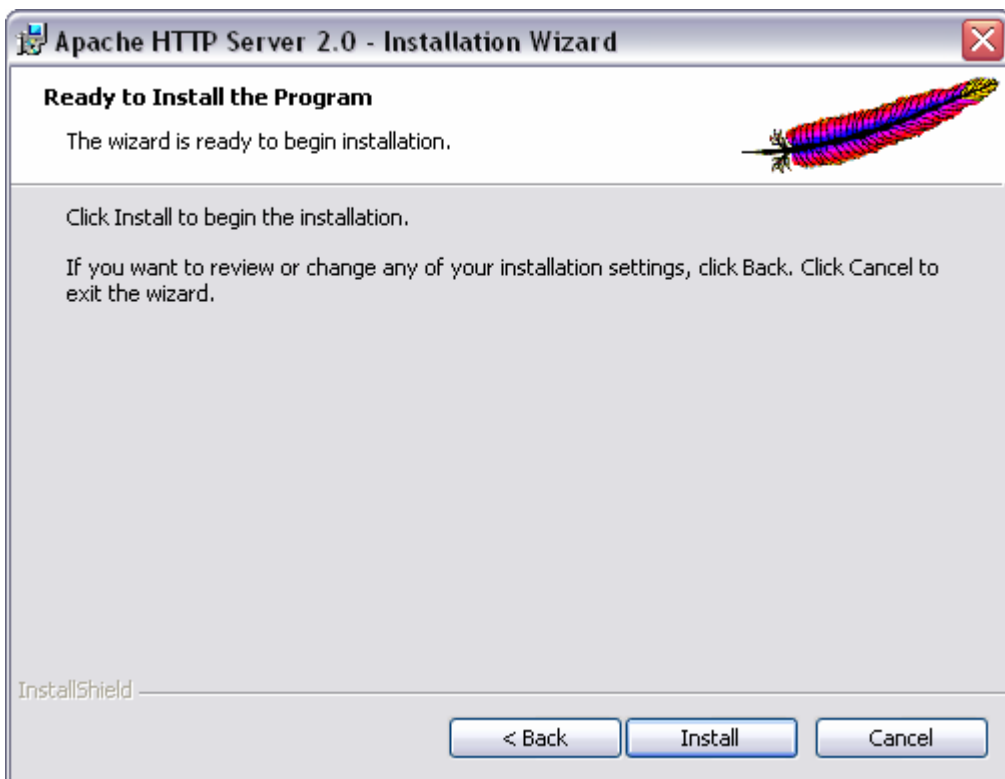 Apache HTTP Server 2.0 - Installation Wizard
Ready to Install the Program
The wizard is ready to begin installation.
Click Install to begin the installation.
If you want to review or change any of your installation settings, click Back. Click Cancel to
exit the wizard.
InstallShield
< Back
Install
Cancel